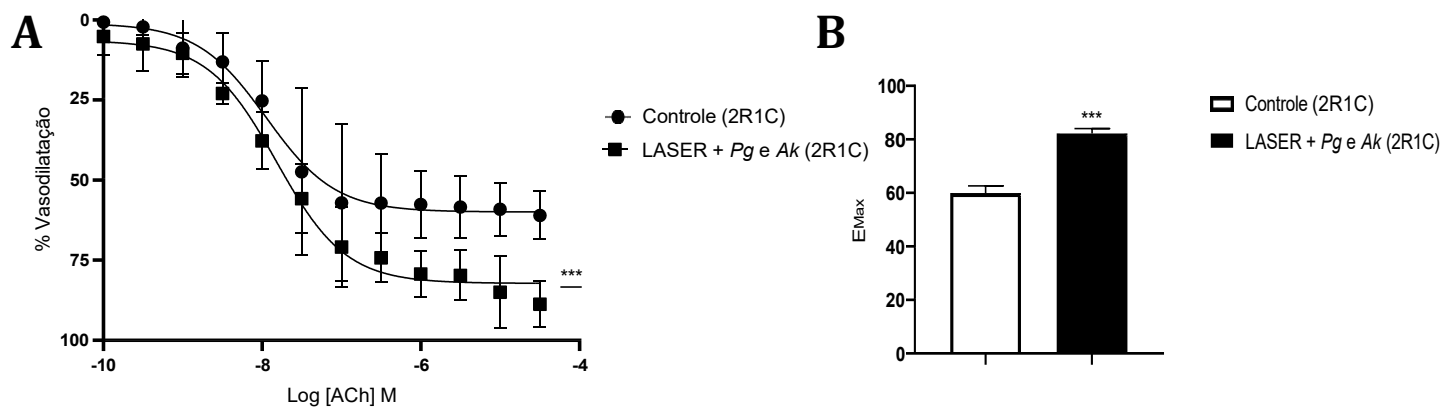 A
% Vasodilatação
0
25
50
75
100
-10
-8
-6
-4
Log [ACh] M
***
Controle (2R1C)
LASER + Pg e Ak (2R1C)
B
EMax
100
80
60
40
20
0
***
Controle (2R1C)
LASER + Pg e Ak (2R1C)